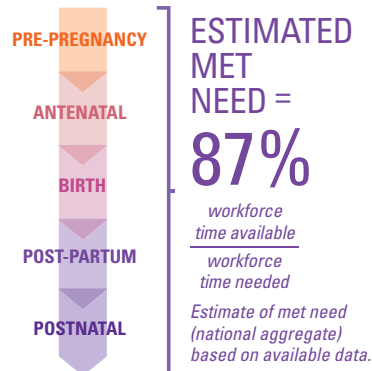 PRE-PREGNANCY
ANTENATAL
BIRTH
POST-PARTUM
POSTNATAL
ESTIMATED
MET
NEED =
87%
workforce
time available
workforce
time needed
Estimate of met need
(national aggregate)
based on available data.